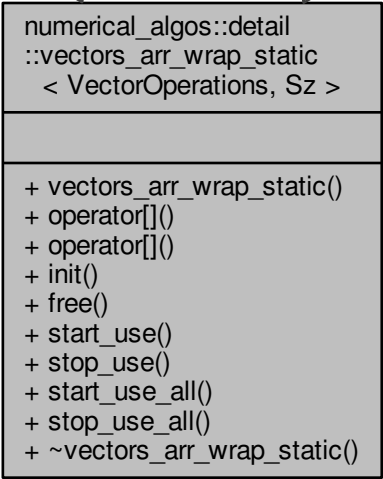 numerical_algos::detail
::vectors_arr_wrap_static
< VectorOperations, Sz >
+ vectors_arr_wrap_static()
+ operator[]()
+ operator[]()
+ init()
+ free()
+ start_use()
+ stop_use()
+ start_use_all()
+ stop_use_all()
+ ~vectors_arr_wrap_static()